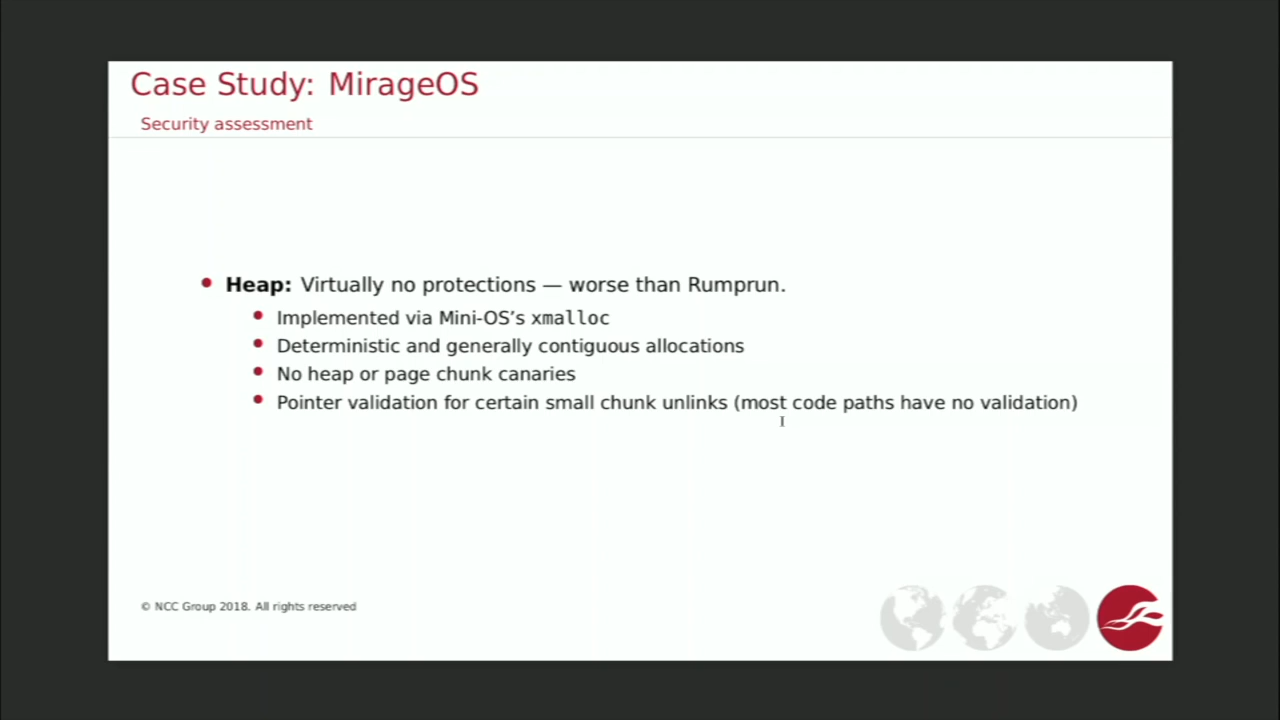 Case Study: MirageOS
Security assessment
Heap: Virtually no protections — worse than Rumprun.
Implemented via Mini-OS’s xmalloc
Deterministic and generally contiguous allocations
No heap or page chunk canaries
Pointer validation for certain small chunk unlinks (most code paths have no validation)
© NCC Group 2018. All rights reserved